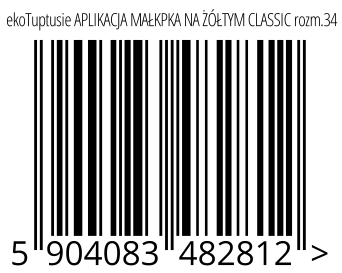 ekoTuptusie APLIKACJA MAŁKPKA NA ŻÓŁTYM CLASSIC rozm.34
5 904083 482812 >